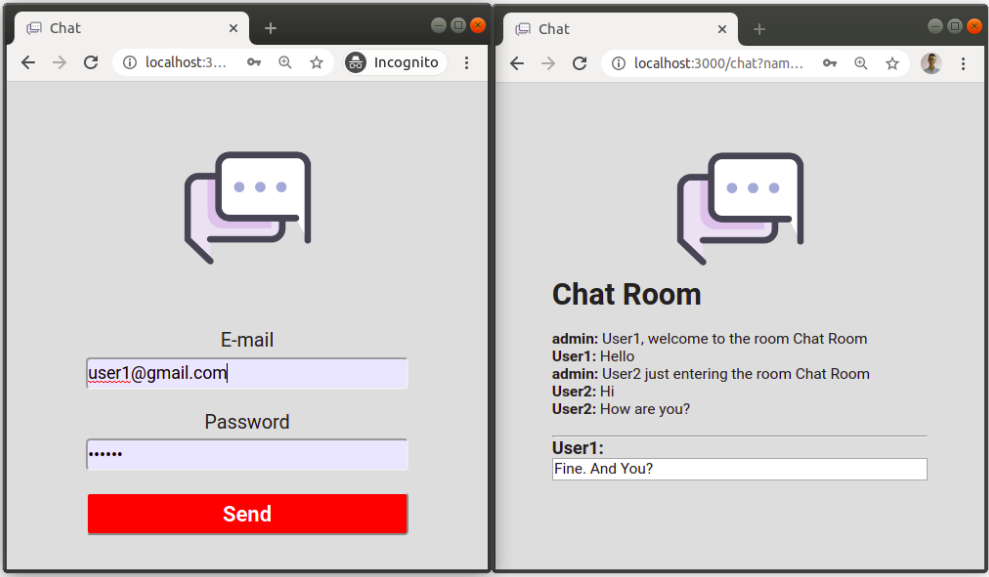 Chat
localhost:3...
Incognito
E-mail
user1@gmail.com
Password
••••••
Send
Chat
localhost:3000/chat?nam...
Chat Room
admin: User1, welcome to the room Chat Room
User1: Hello
admin: User2 just entering the room Chat Room
User2: Hi
User2: How are you?
User1:
Fine. And You?